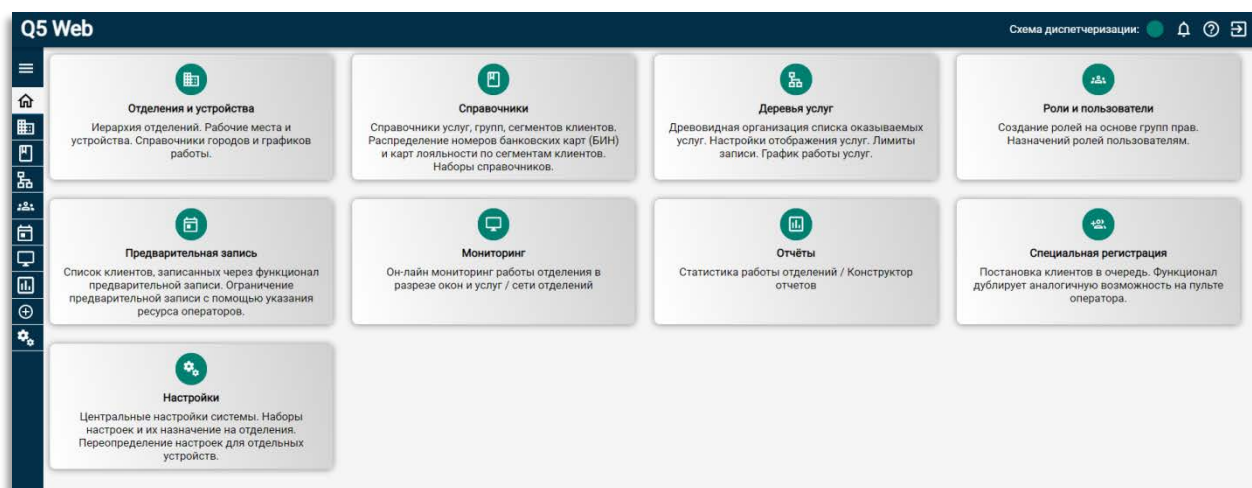 Q5 Web
Схема диспетчеризации:
Отделения и устройства
Иерархия отделений. Рабочие места и
устройства. Справочники городов и графиков
работы.
Справочники
Справочники услуг, групп, сегментов клиентов.
Распределение номеров банковских карт (БИН)
и карт лояльности по сегментам клиентов.
Наборы справочников.
Деревья услуг
Древовидная организация списка оказываемых
услуг. Настройки отображения услуг. Лимиты
записи. График работы услуг.
Роли и пользователи
Создание ролей на основе групп прав.
Назначений ролей пользователям.
Предварительная запись
Список клиентов, записанных через функционал
предварительной записи. Ограничение
предварительной записи с помощью указания
ресурса операторов.
Мониторинг
Он-лайн мониторинг работы отделения в
разрезе окон и услуг / сети отделений
Отчёты
Статистика работы отделений / Конструктор
отчетов
Специальная регистрация
Постановка клиентов в очередь. Функционал
дублирует аналогичную возможность на пульте
оператора.
Настройки
Центральные настройки системы. Наборы
настроек и их назначение на отделения.
Переопределение настроек для отдельных
устройств.